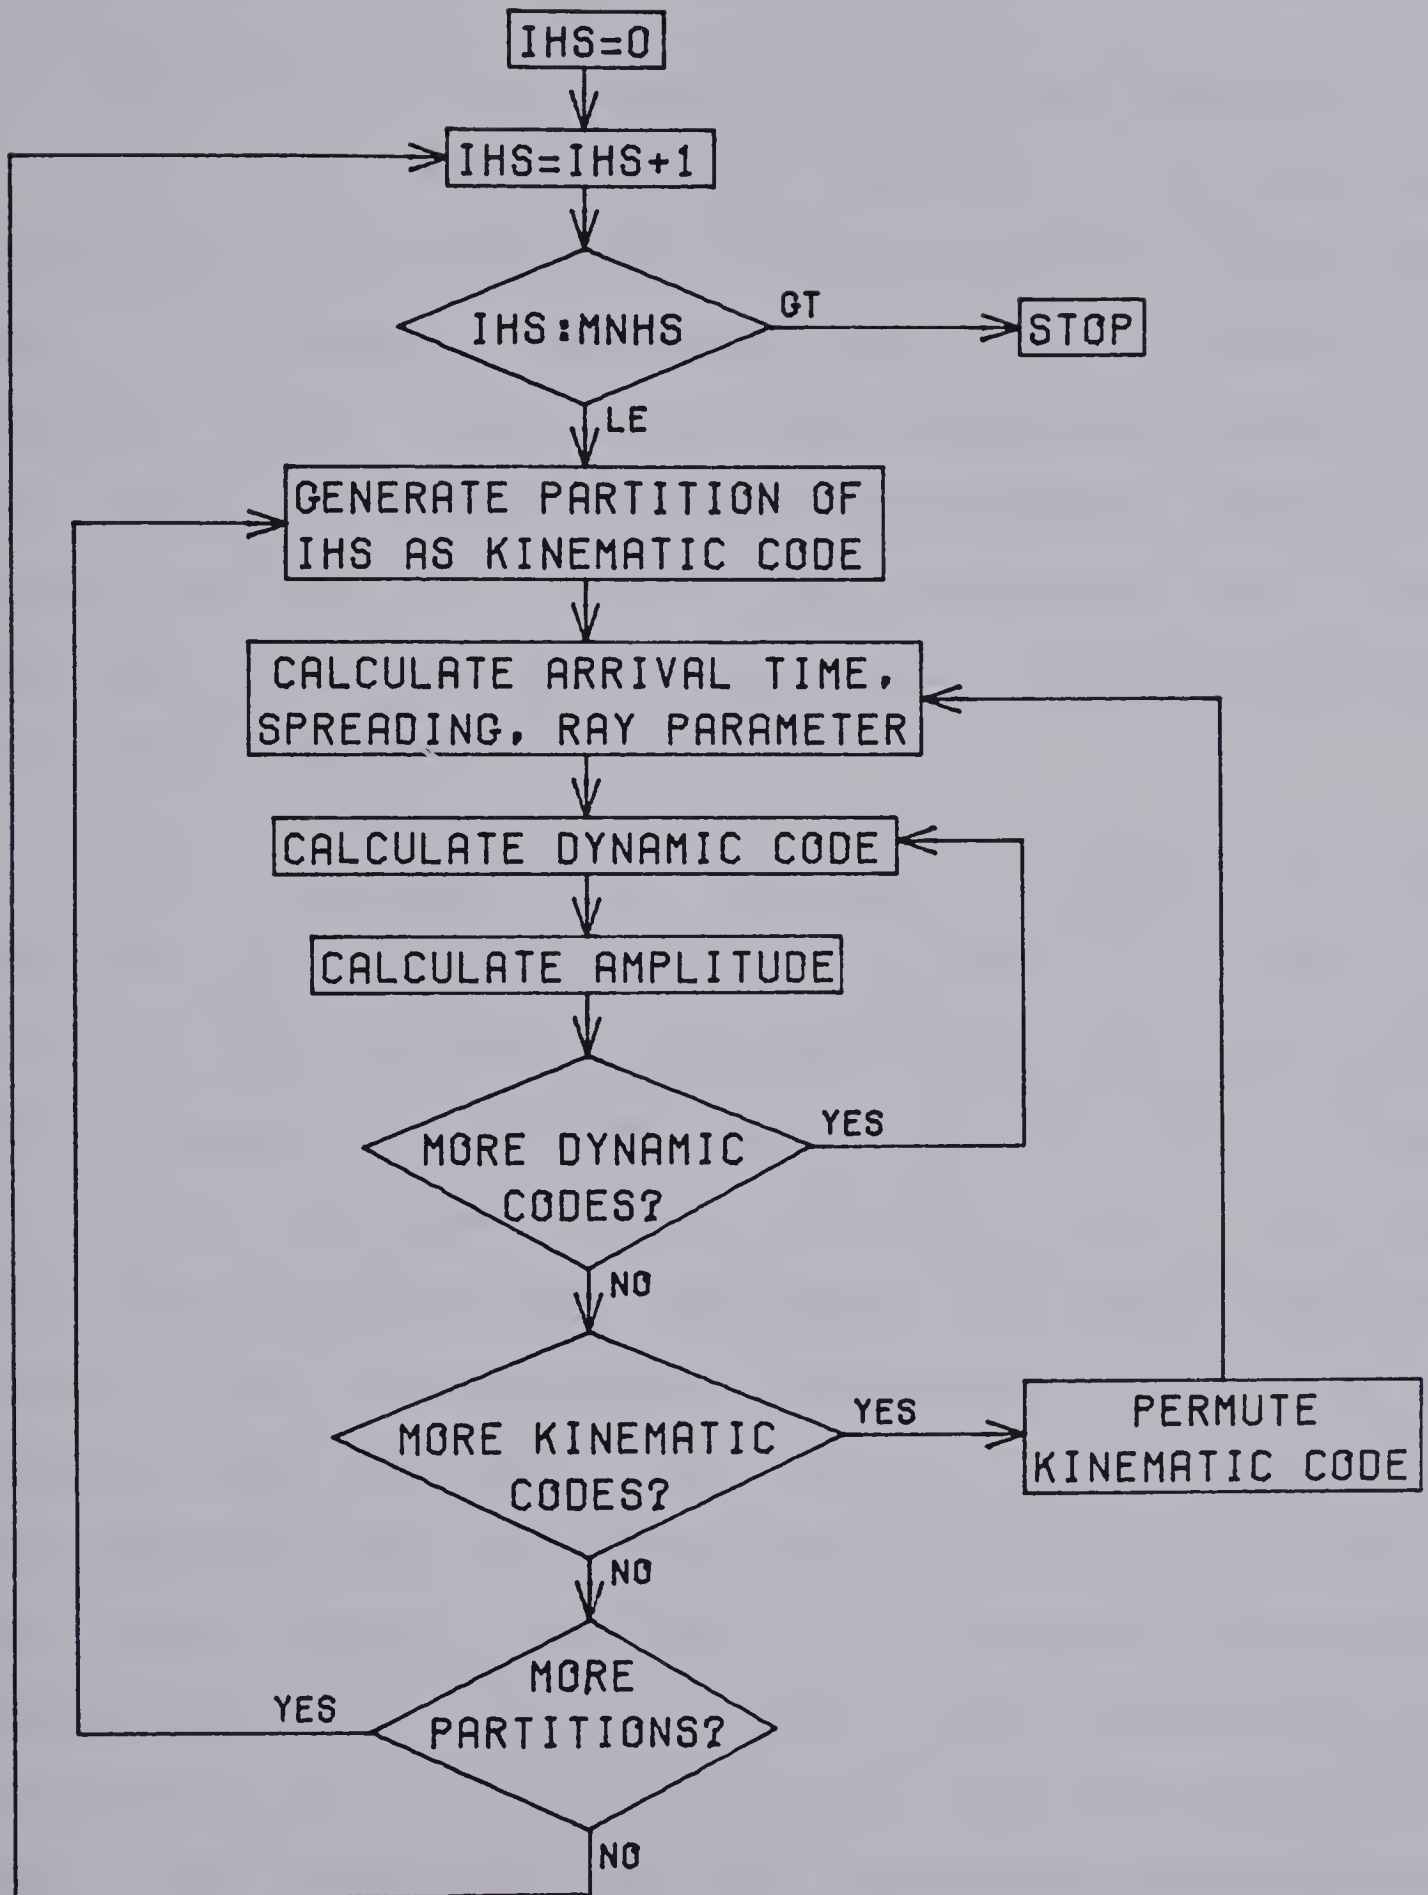 IHS=0
IHS=IHS+1
IHS:MNHS
GT
STOP
LE
GENERATE PARTITION OF
IHS AS KINEMATIC CODE
CALCULATE ARRIVAL TIME,
SPREADING, RAY PARAMETER
CALCULATE DYNAMIC CODE
CALCULATE AMPLITUDE
MORE DYNAMIC
CODES?
YES
NO
MORE KINEMATIC
CODES?
YES
PERMUTE
KINEMATIC CODE
NO
MORE
PARTITIONS?
YES
NO